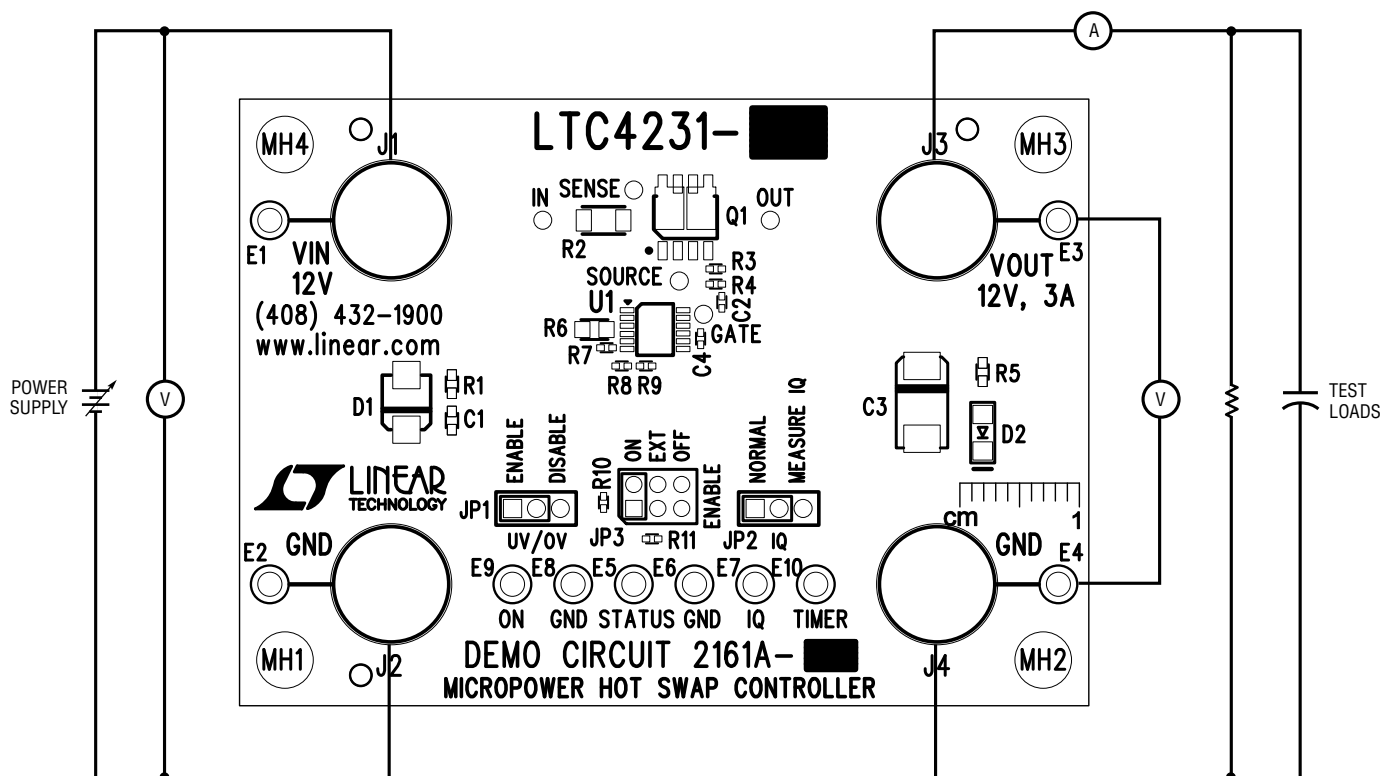 A
LTC4231-
MH4
J1
J3
MH3
IN
SENSE
OUT
Q1
E1
VIN
12V
R2
R3
R4
C2
SOURCE
U1
GATE
E3
VOUT
12V, 3A
(408) 432-1900
www.linear.com
R6
R7
R8
R9
C4
POWER
SUPPLY
V
D1
R1
C1
C3
R5
D2
V
TEST
LOADS
LINEAR
TECHNOLOGY
ENABLE
DISABLE
JP1
UV/OV
R10
ON
EXT
OFF
ENABLE
JP3
R11
NORMAL
MEASURE IQ
JP2
IQ
cm
1
E2
GND
GND
E4
E9
E8
E5
E6
E7
E10
ON
GND
STATUS
GND
IQ
TIMER
MH1
J2
DEMO CIRCUIT 2161A-
MICROPOWER HOT SWAP CONTROLLER
J4
MH2